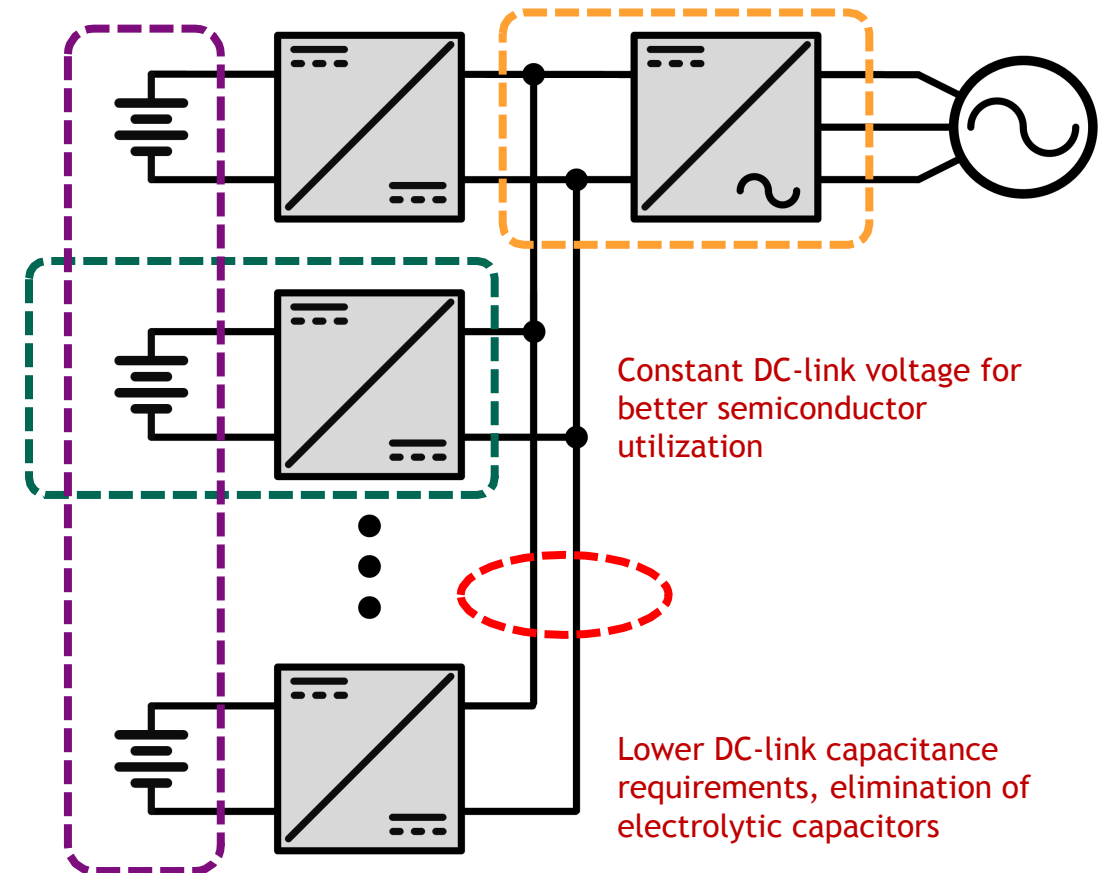 Constant DC-link voltage for
better semiconductor
utilization
Lower DC-link capacitance
requirements, elimination of
electrolytic capacitors